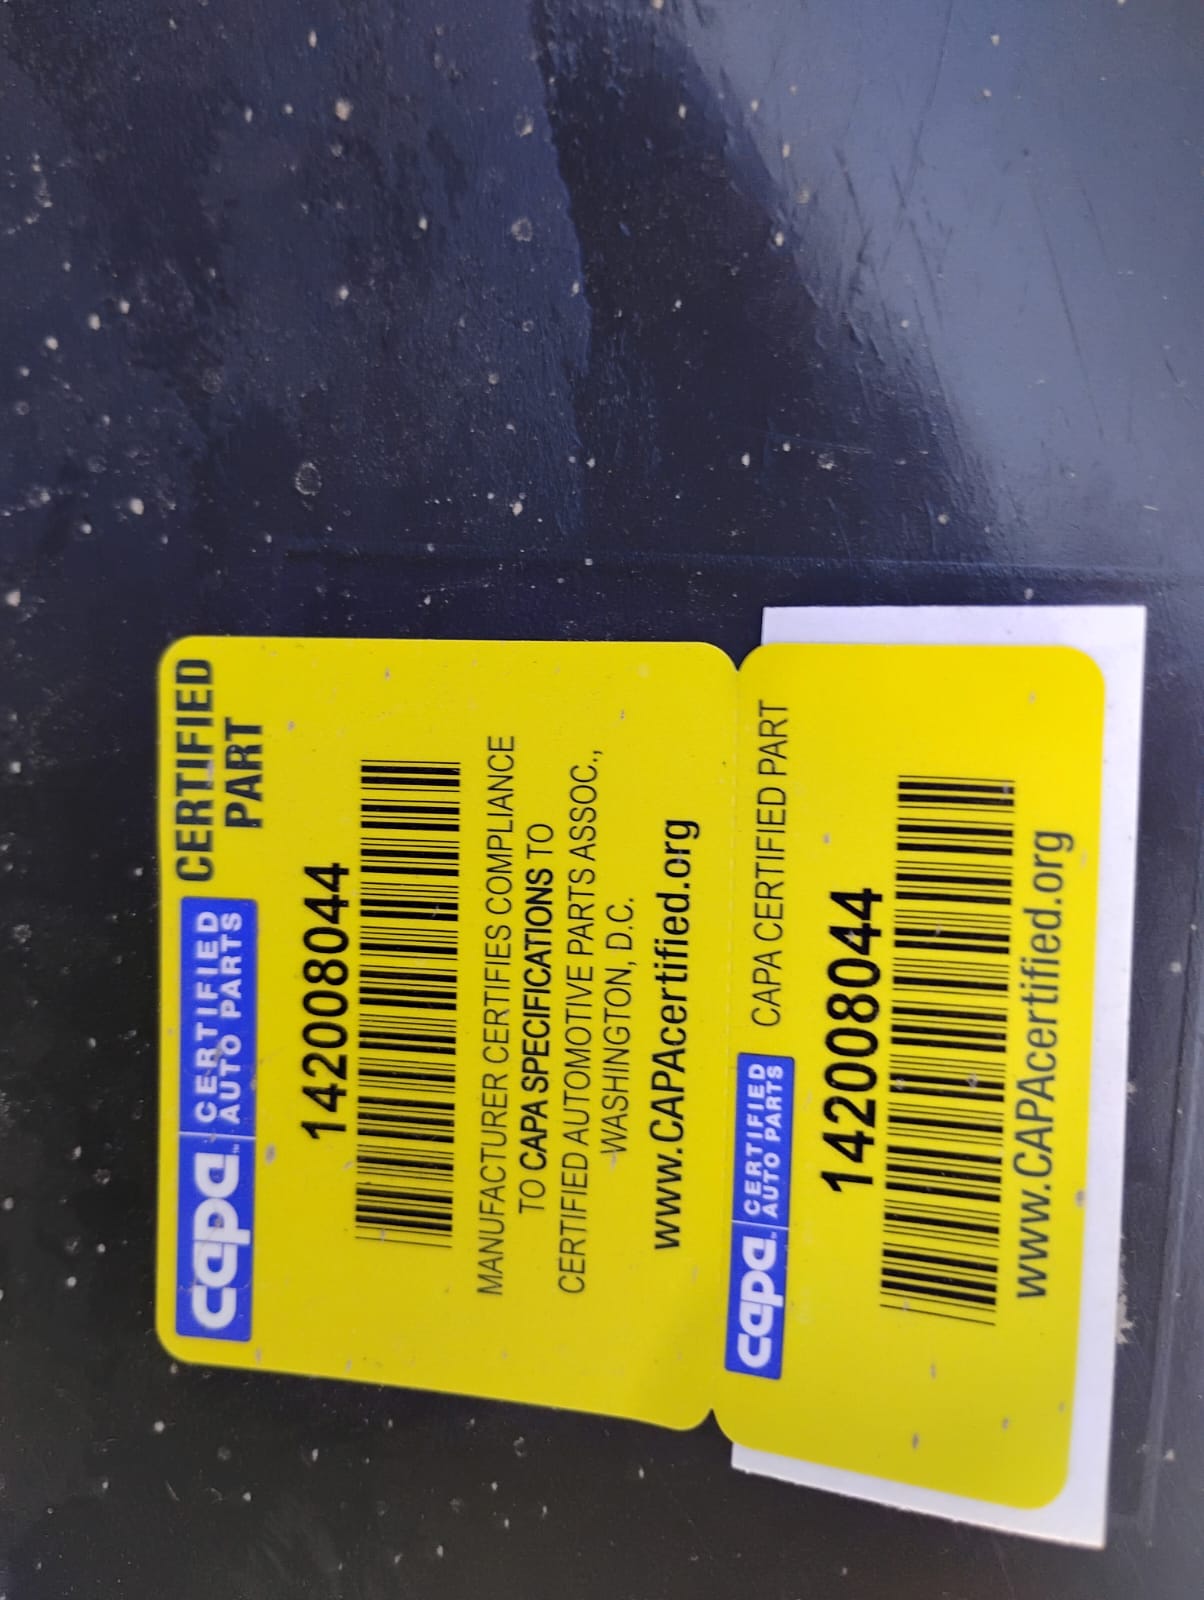 capa CERTIFIED
AUTO PARTS
CERTIFIED
PART
142008044
MANUFACTURER CERTIFIES COMPLIANCE
TO CAPA SPECIFICATIONS TO
CERTIFIED AUTOMOTIVE PARTS ASSOC.,
WASHINGTON, D.C.
www.CAPAcertified.org
capa CERTIFIED
AUTO PARTS
CAPA CERTIFIED PART
142008044
www.CAPAcertified.org